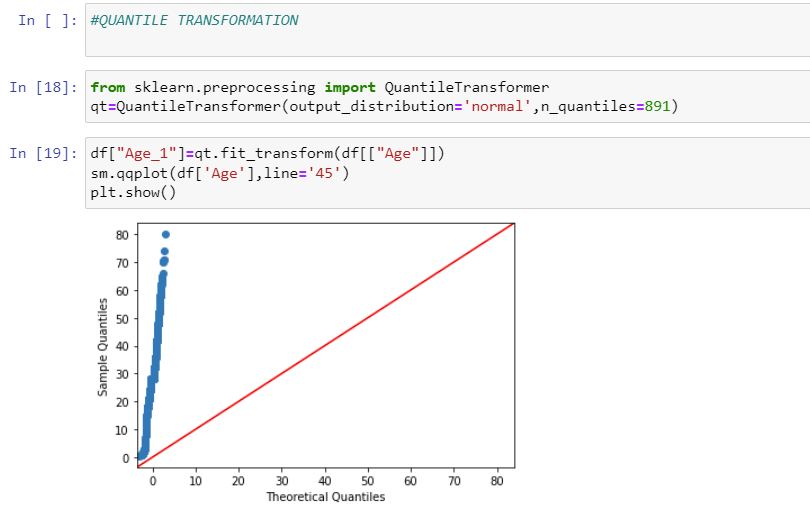 In [ ]: #QUANTILE TRANSFORMATION
In [18]: from sklearn.preprocessing import QuantileTransformer
qt=QuantileTransformer(output_distribution='normal',n_quantiles=891)
In [19]: df["Age_1"]=qt.fit_transform(df[["Age"]])
sm.qqplot(df['Age'],line='45')
plt.show()
80
70
60
50
40
30
20
10
0
Sample Quantiles
0 10 20 30 40 50 60 70 80
Theoretical Quantiles